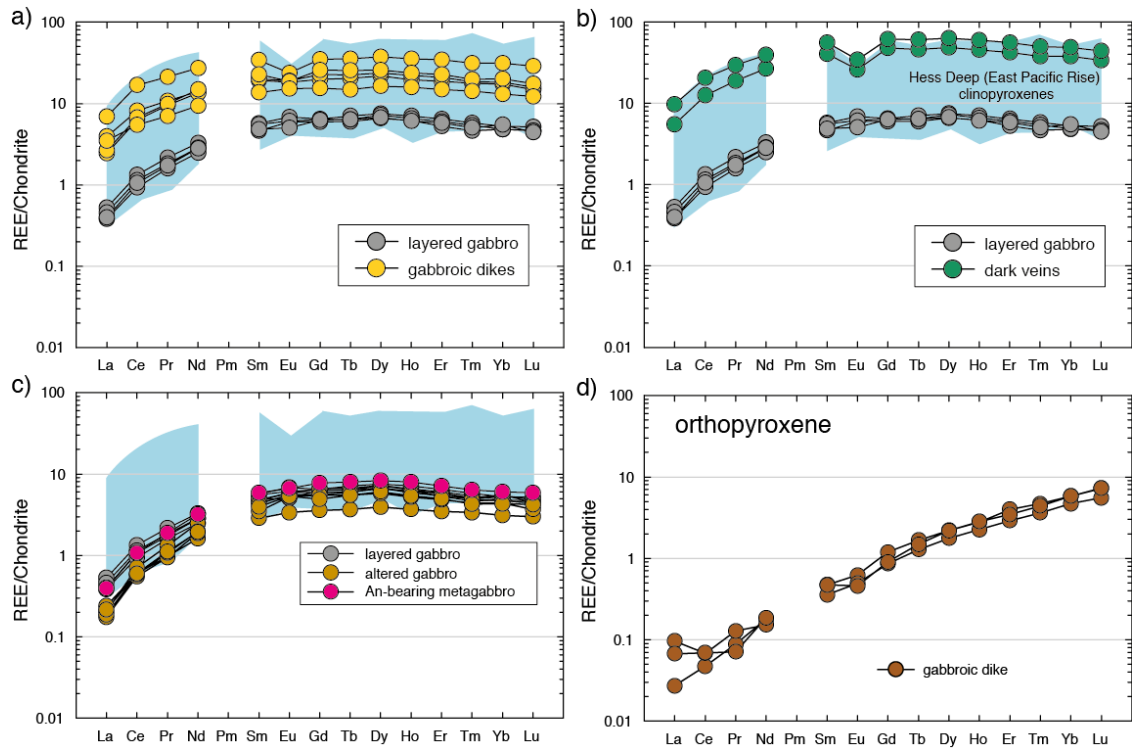 a)
100
10
1
0.1
0.01
REE/Chondrite
layered gabbro
gabbroic dikes
La Ce Pr Nd Pm Sm Eu Gd Tb Dy Ho Er Tm Yb Lu
b)
100
10
1
0.1
0.01
REE/Chondrite
Hess Deep (East Pacific Rise)
clinopyroxenes
layered gabbro
dark veins
La Ce Pr Nd Pm Sm Eu Gd Tb Dy Ho Er Tm Yb Lu
c)
100
10
1
0.1
0.01
REE/Chondrite
layered gabbro
altered gabbro
An-bearing metagabbro
La Ce Pr Nd Pm Sm Eu Gd Tb Dy Ho Er Tm Yb Lu
d)
100
10
1
0.1
0.01
REE/Chondrite
orthopyroxene
gabbroic dike
La Ce Pr Nd Pm Sm Eu Gd Tb Dy Ho Er Tm Yb Lu